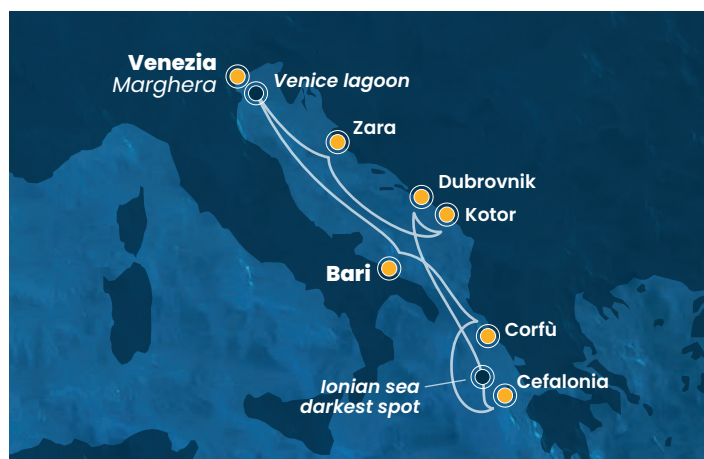 Venezia
Marghera
Venice lagoon
Zara
Dubrovnik
Kotor
Bari
Corfù
Ionian sea
darkest spot
Cefalonia